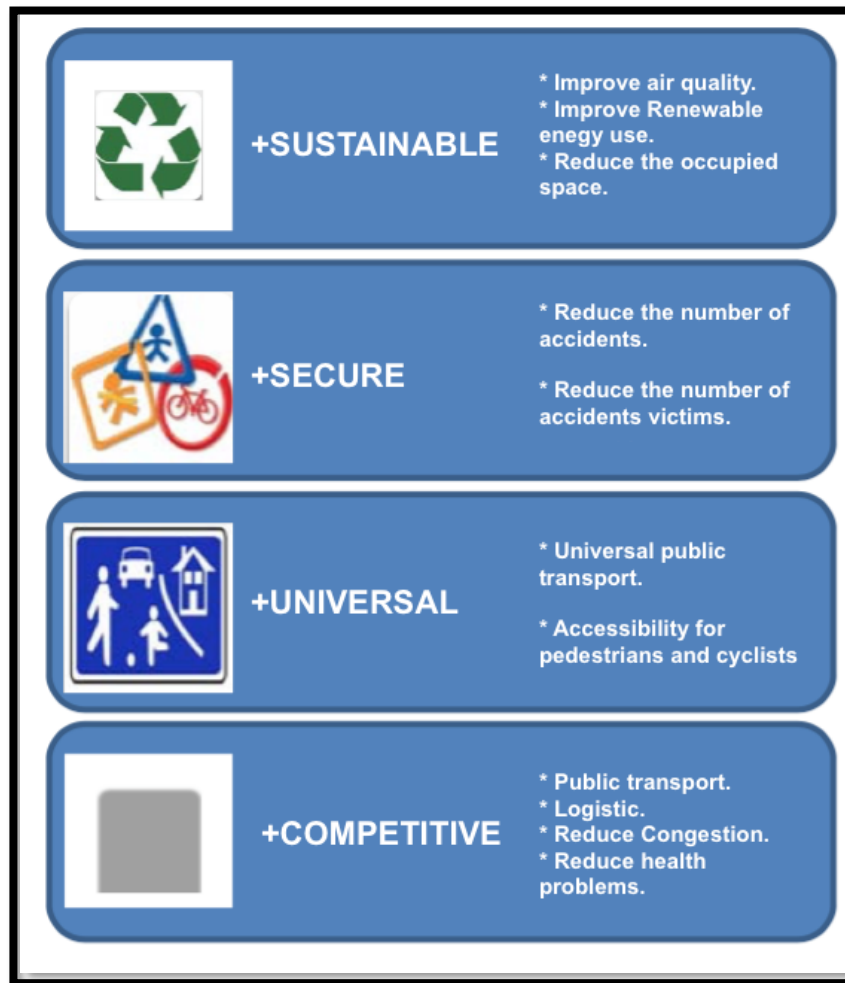 +SUSTAINABLE
* Improve air quality.
* Improve Renewable
enegy use.
* Reduce the occupied
space.
+SECURE
* Reduce the number of
accidents.
* Reduce the number of
accidents victims.
+UNIVERSAL
* Universal public
transport.
* Accessibility for
pedestrians and cyclists
+COMPETITIVE
* Public transport.
* Logistic.
* Reduce Congestion.
* Reduce health
problems.